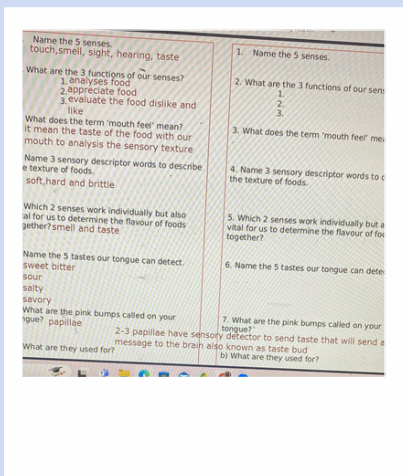 Name the 5 senses.
touch,smell, sight, hearing, taste
What are the 3 functions of our senses?
1. analyses food
2. appreciate food
3. evaluate the food dislike and
like
What does the term 'mouth feel' mean?
it mean the taste of the food with our
mouth to analysis the sensory texture
Name 3 sensory descriptor words to describe
e texture of foods.
soft,hard and brittle
Which 2 senses work individually but also
al for us to determine the flavour of foods
gether? smell and taste
Name the 5 tastes our tongue can detect.
sweet bitter
sour
salty
savory
What are the pink bumps called on your
ngue? papillae
2-3 papillae have sensory detector to send taste that will send a
message to the brain also known as taste bud
What are they used for?
1. Name the 5 senses.
2. What are the 3 functions of our sens
1.
2.
3.
3. What does the term 'mouth feel' mea
4. Name 3 sensory descriptor words to d
the texture of foods.
5. Which 2 senses work individually but a
vital for us to determine the flavour of foo
together?
6. Name the 5 tastes our tongue can dete
7. What are the pink bumps called on your
tongue?
b) What are they used for?